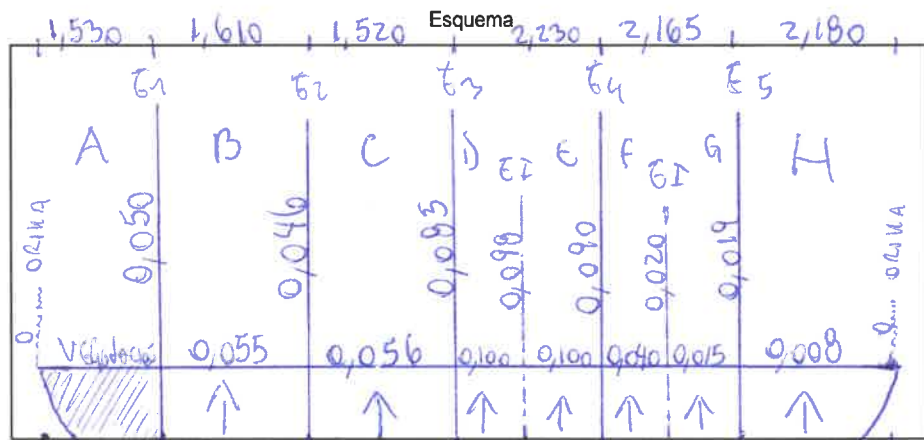 Esquema
1,530 1,610 1,520 2,230 2,165 2,180
E1 E2 E3 E4 E5
A B C D EI E F EI G H
0 ORILLA 0,050 0,046 0,083 0,098 0,090 0,020 0,019 0 ORILLA
0,055 0,056 0,100 0,100 0,040 0,015 0,008